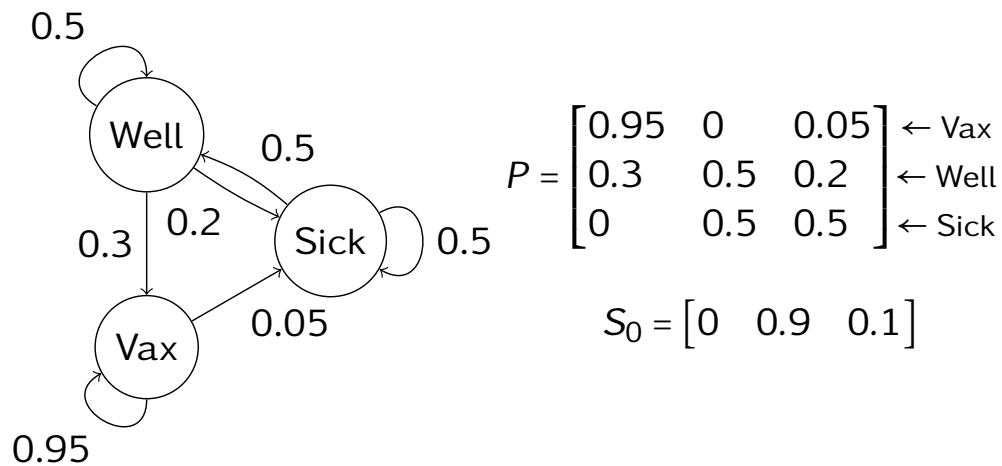 0.5
Well
0.5
0.2
0.3
Sick
0.5
0.05
Vax
0.95
P = [0.95 0 0.05] ← Vax
[0.3 0.5 0.2] ← Well
[0 0.5 0.5] ← Sick
S₀ = [0 0.9 0.1]